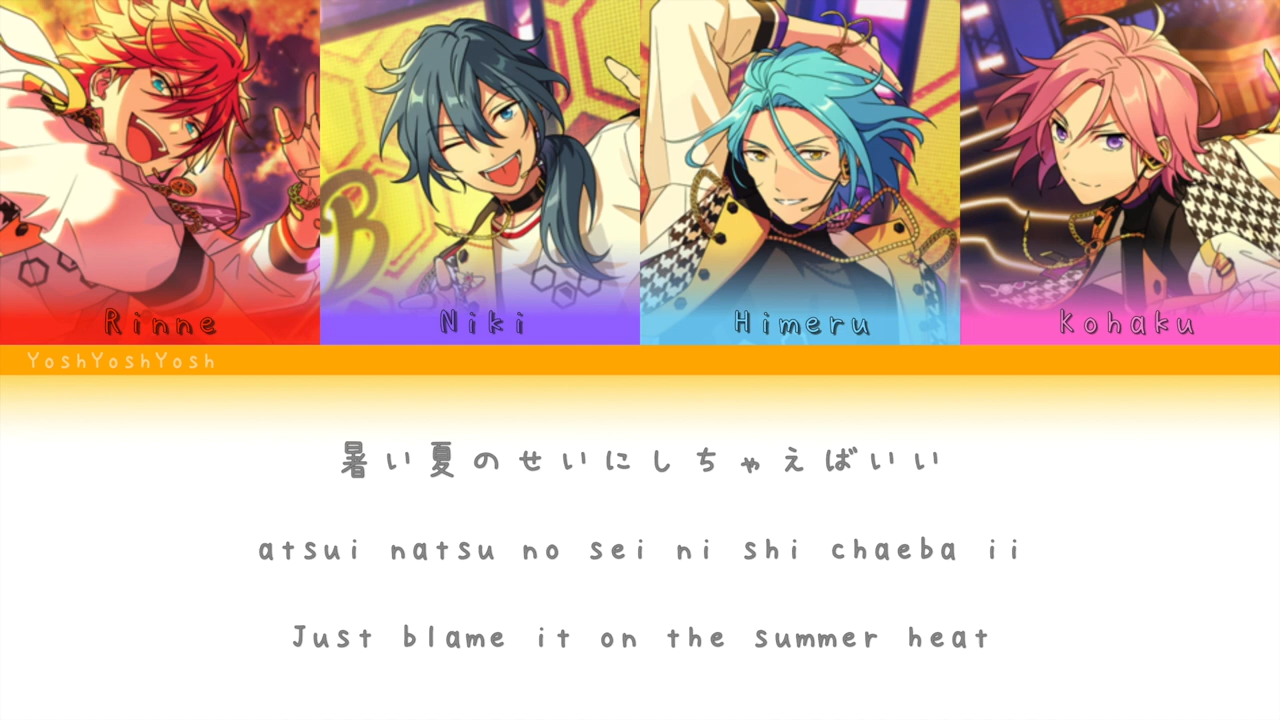 Rinne Niki Himeru Kohaku
YoshYoshYosh
暑い夏のせいにしちゃえばいい
atsui natsu no sei ni shi chaeba ii
Just blame it on the summer heat